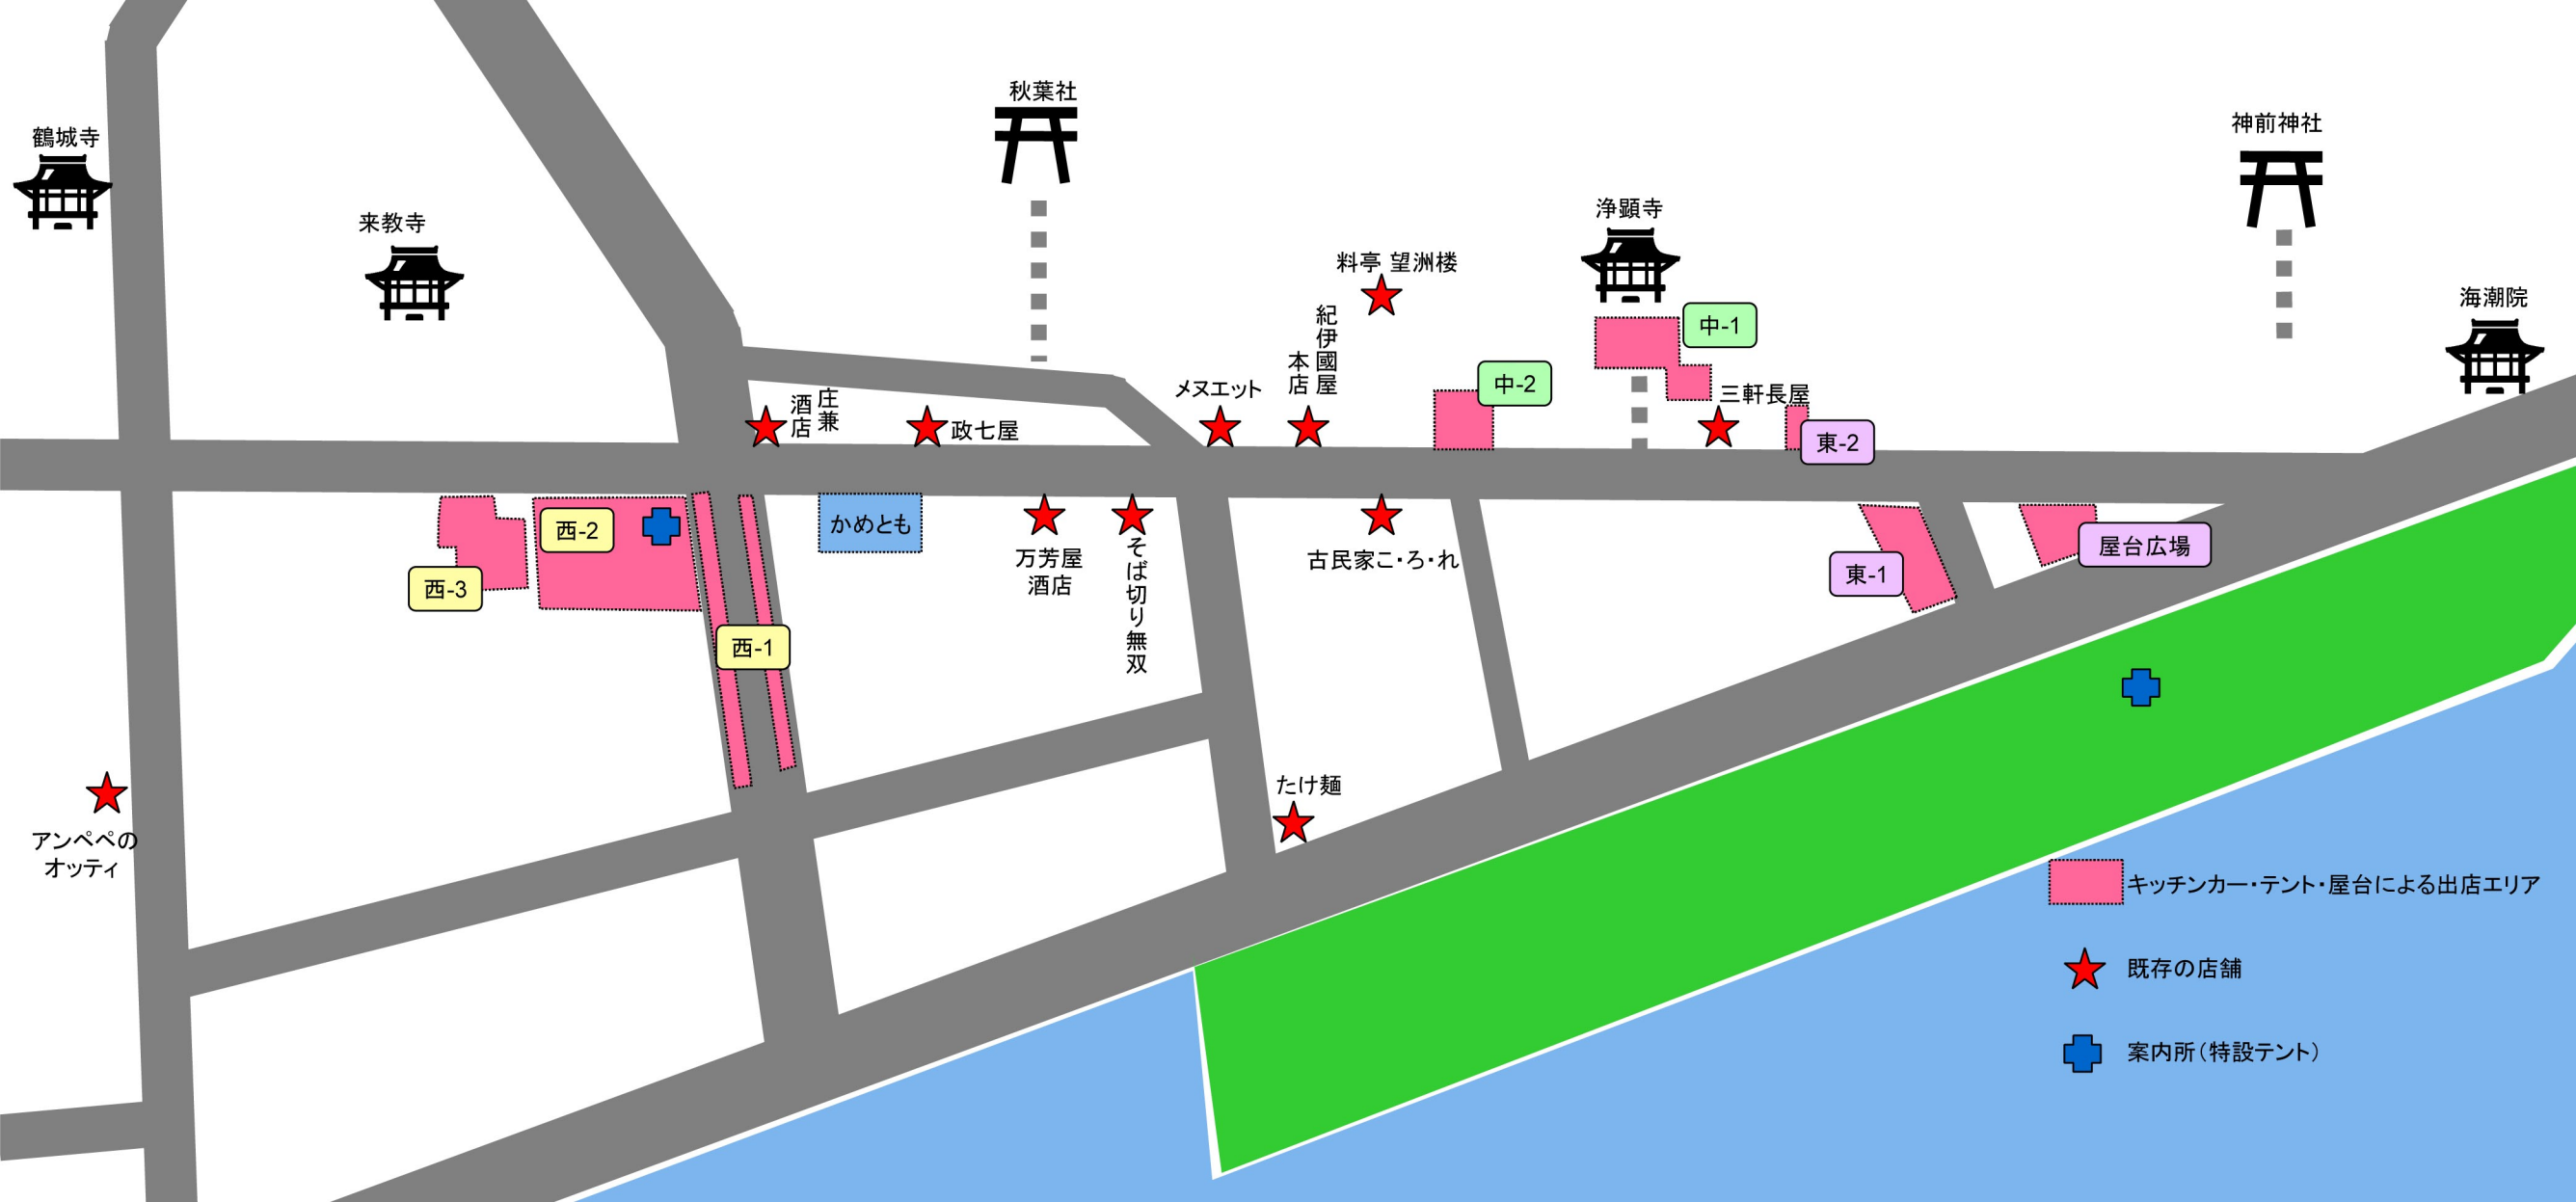 秋葉社
神前神社
鶴城寺
浄顕寺
来教寺
料亭 望洲楼
海潮院
紀伊國屋
本店
中-1
中-2
メヌエット
三軒長屋
庄兼
酒店
政七屋
東-2
西-2
かめとも
万芳屋
酒店
そば切り無双
古民家こ・ろ・れ
屋台広場
東-1
西-3
西-1
たけ麺
アンペペの
オッティ
キッチンカー・テント・屋台による出店エリア
既存の店舗
案内所（特設テント）